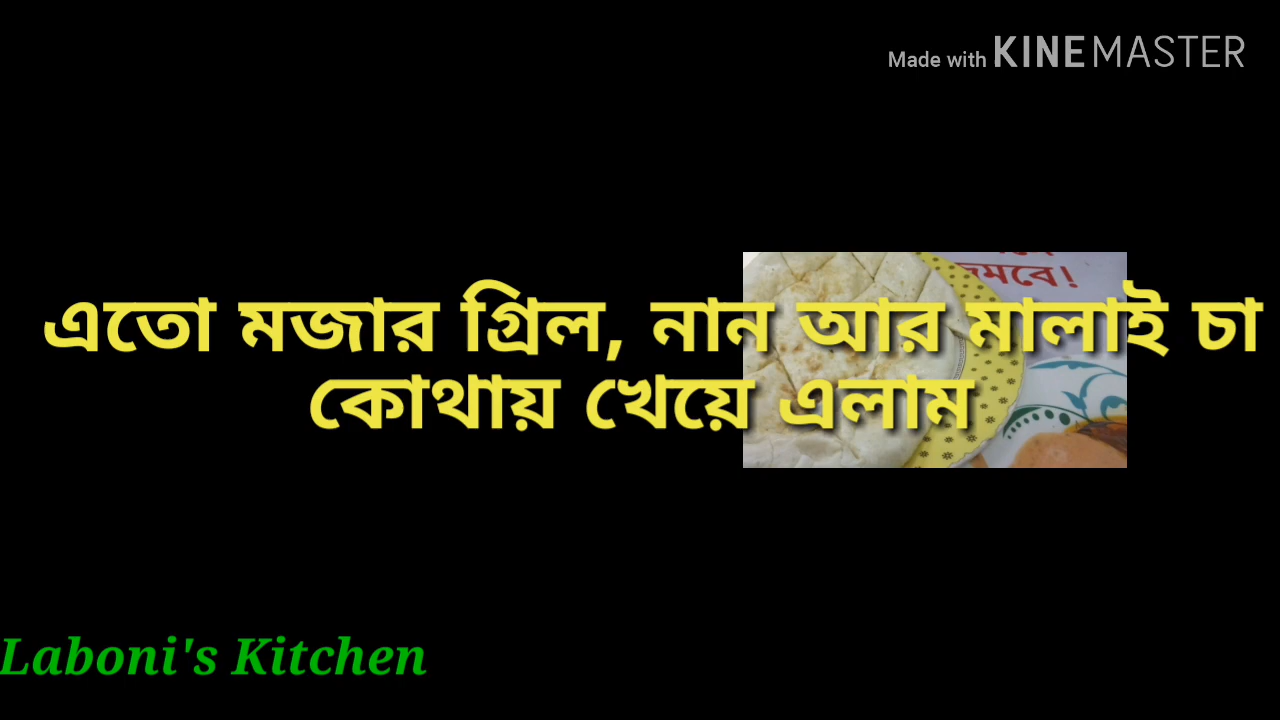 Made with KINEMASTER
এতো মজার গ্রিল, নান আর মালাই চা
কোথায় খেয়ে এলাম
Laboni's Kitchen